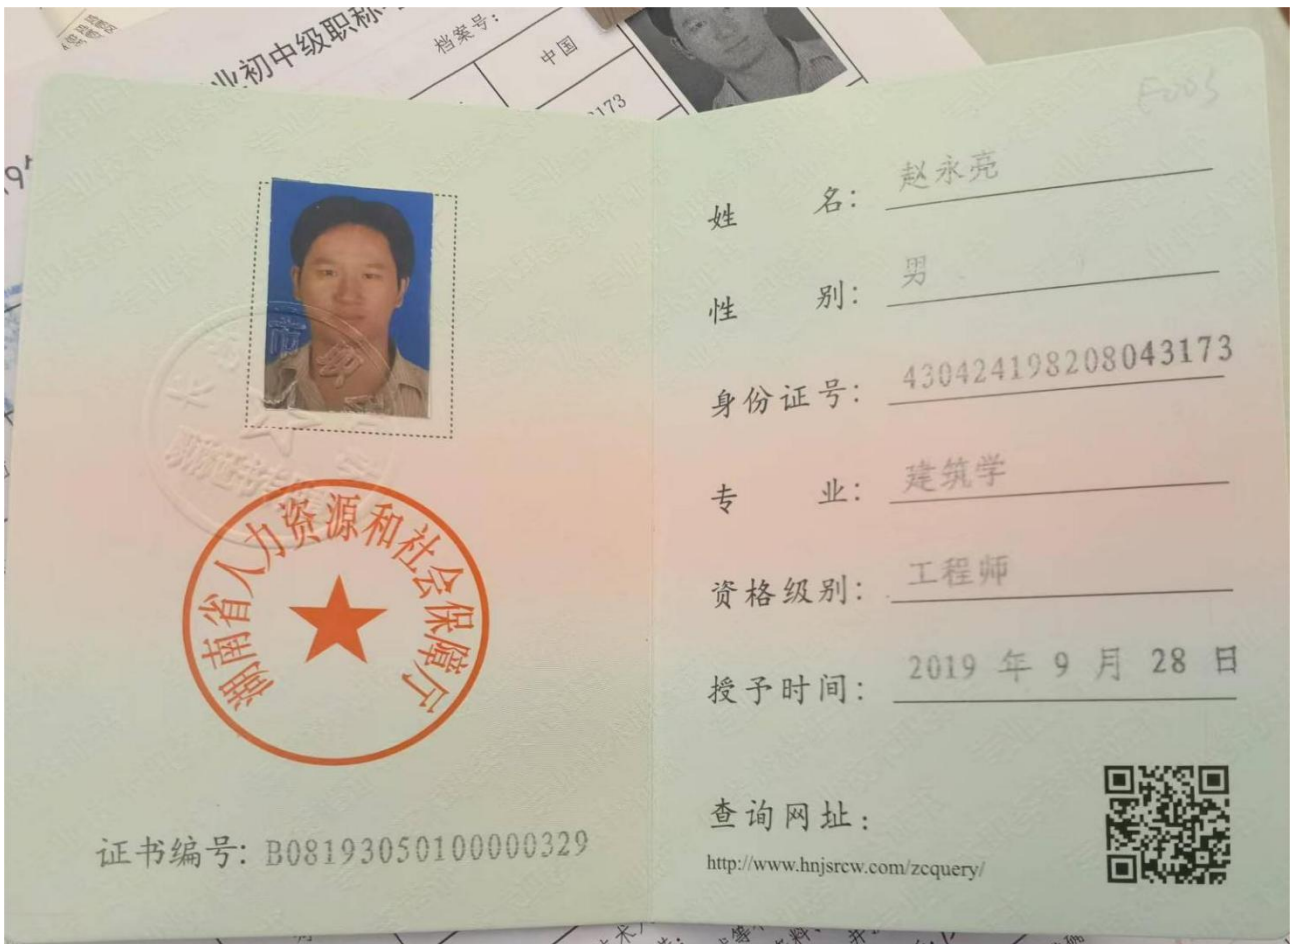 业初中级职称
档案号:
中国
3173
E005
姓 名: 赵永亮
性 别: 男
身份证号: 430424198208043173
专 业: 建筑学
资格级别: 工程师
授予时间: 2019 年 9 月 28 日
查询网址:
http://www.hnjsrcw.com/zcquery/
湖南省人力资源和社会保障厅
证书编号: B08193050100000329